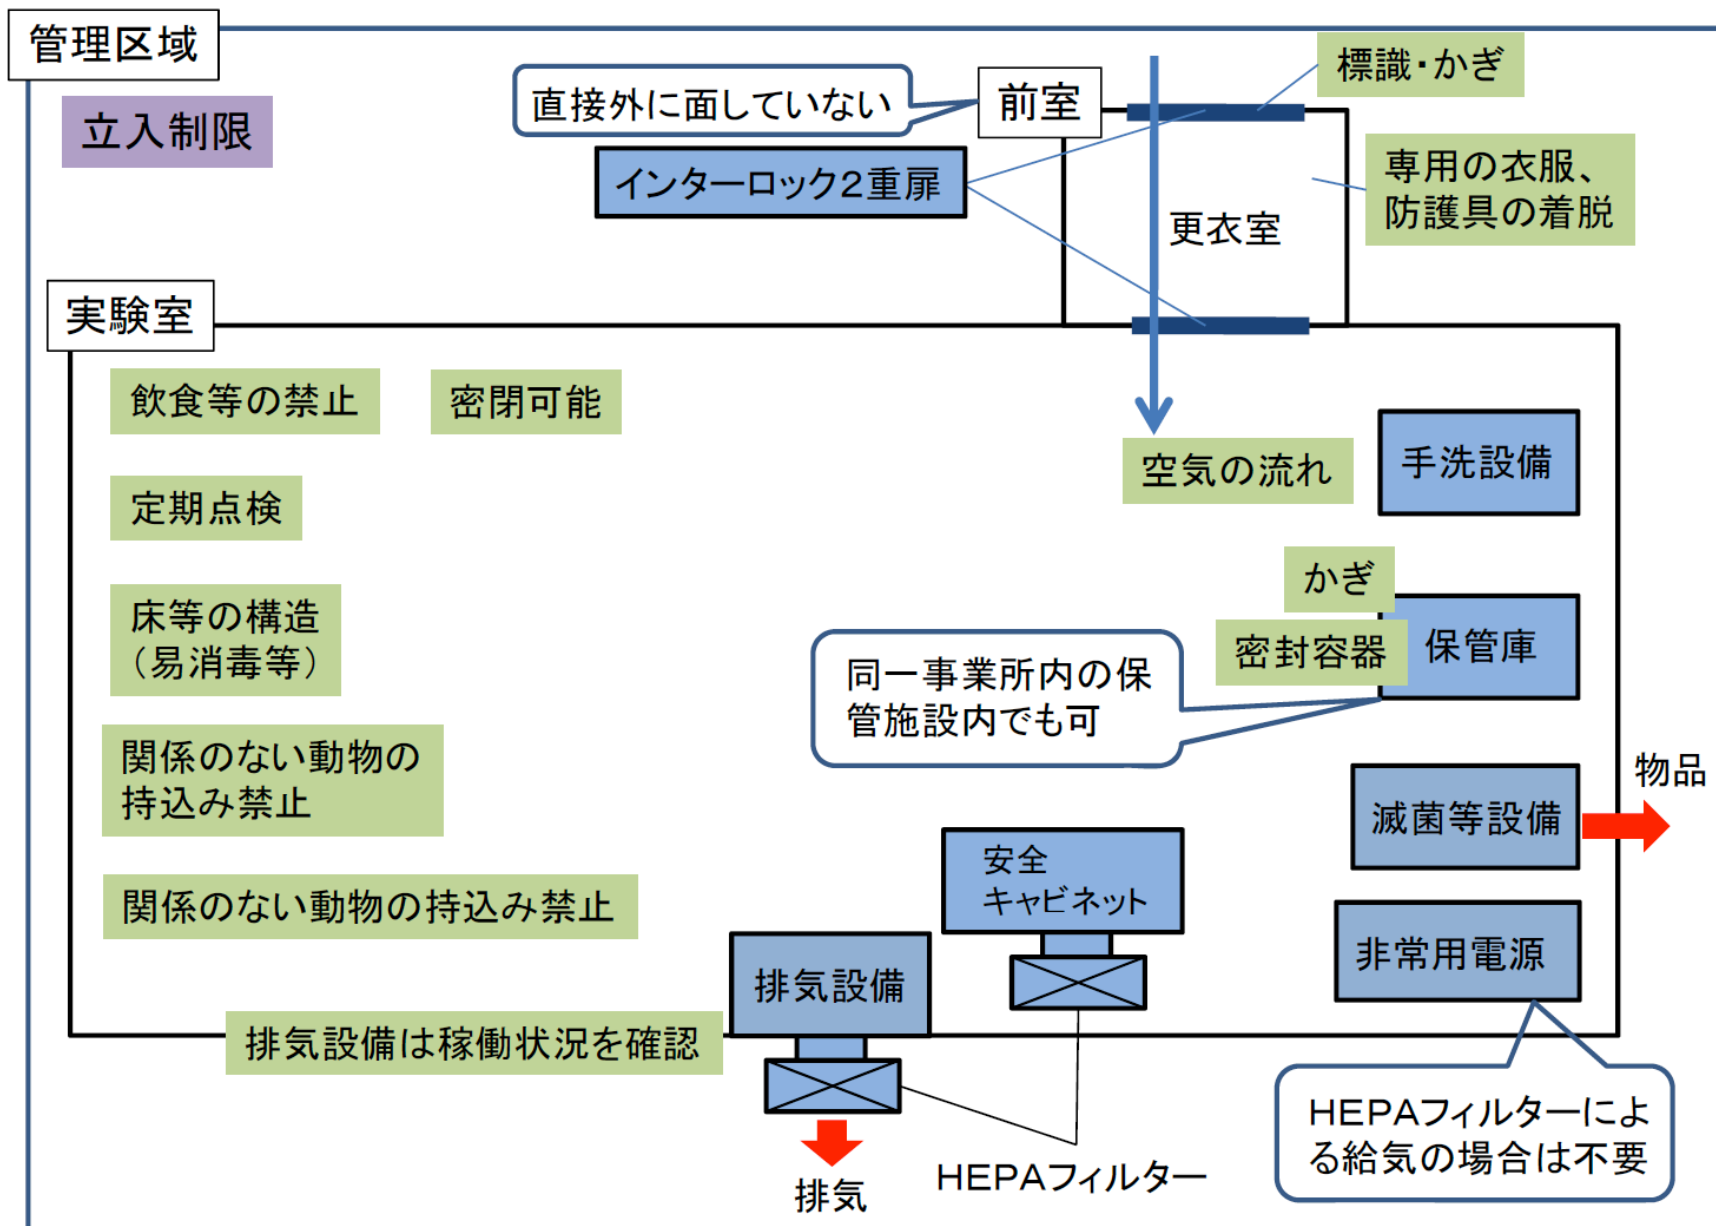 管理区域
立入制限
直接外に面していない
前室
標識・かぎ
インターロック2重扉
専用の衣服、
防護具の着脱
更衣室
実験室
飲食等の禁止
密閉可能
空気の流れ
手洗設備
定期点検
かぎ
密封容器
保管庫
床等の構造
(易消毒等)
同一事業所内の保
管施設内でも可
関係のない動物の
持込み禁止
物品
滅菌等設備
安全
キャビネット
関係のない動物の持込み禁止
排気設備
非常用電源
排気設備は稼働状況を確認
HEPAフィルターによ
る給気の場合は不要
HEPAフィルター
排気